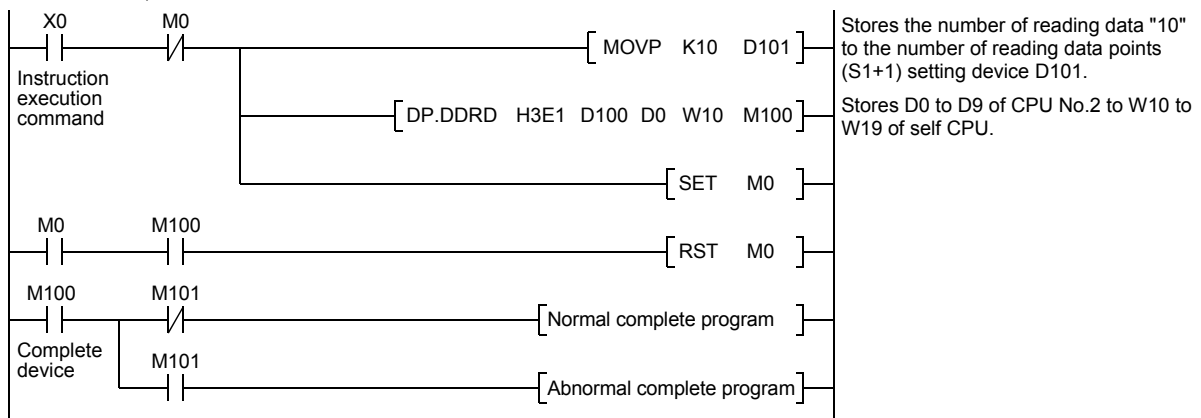 X0 M0
MOVP K10 D101
Stores the number of reading data "10"
to the number of reading data points
(S1+1) setting device D101.
Instruction
execution
command
DP.DDRD H3E1 D100 D0 W10 M100
Stores D0 to D9 of CPU No.2 to W10 to
W19 of self CPU.
SET M0
M0 M100
RST M0
M100 M101
Normal complete program
Complete
device
M101
Abnormal complete program